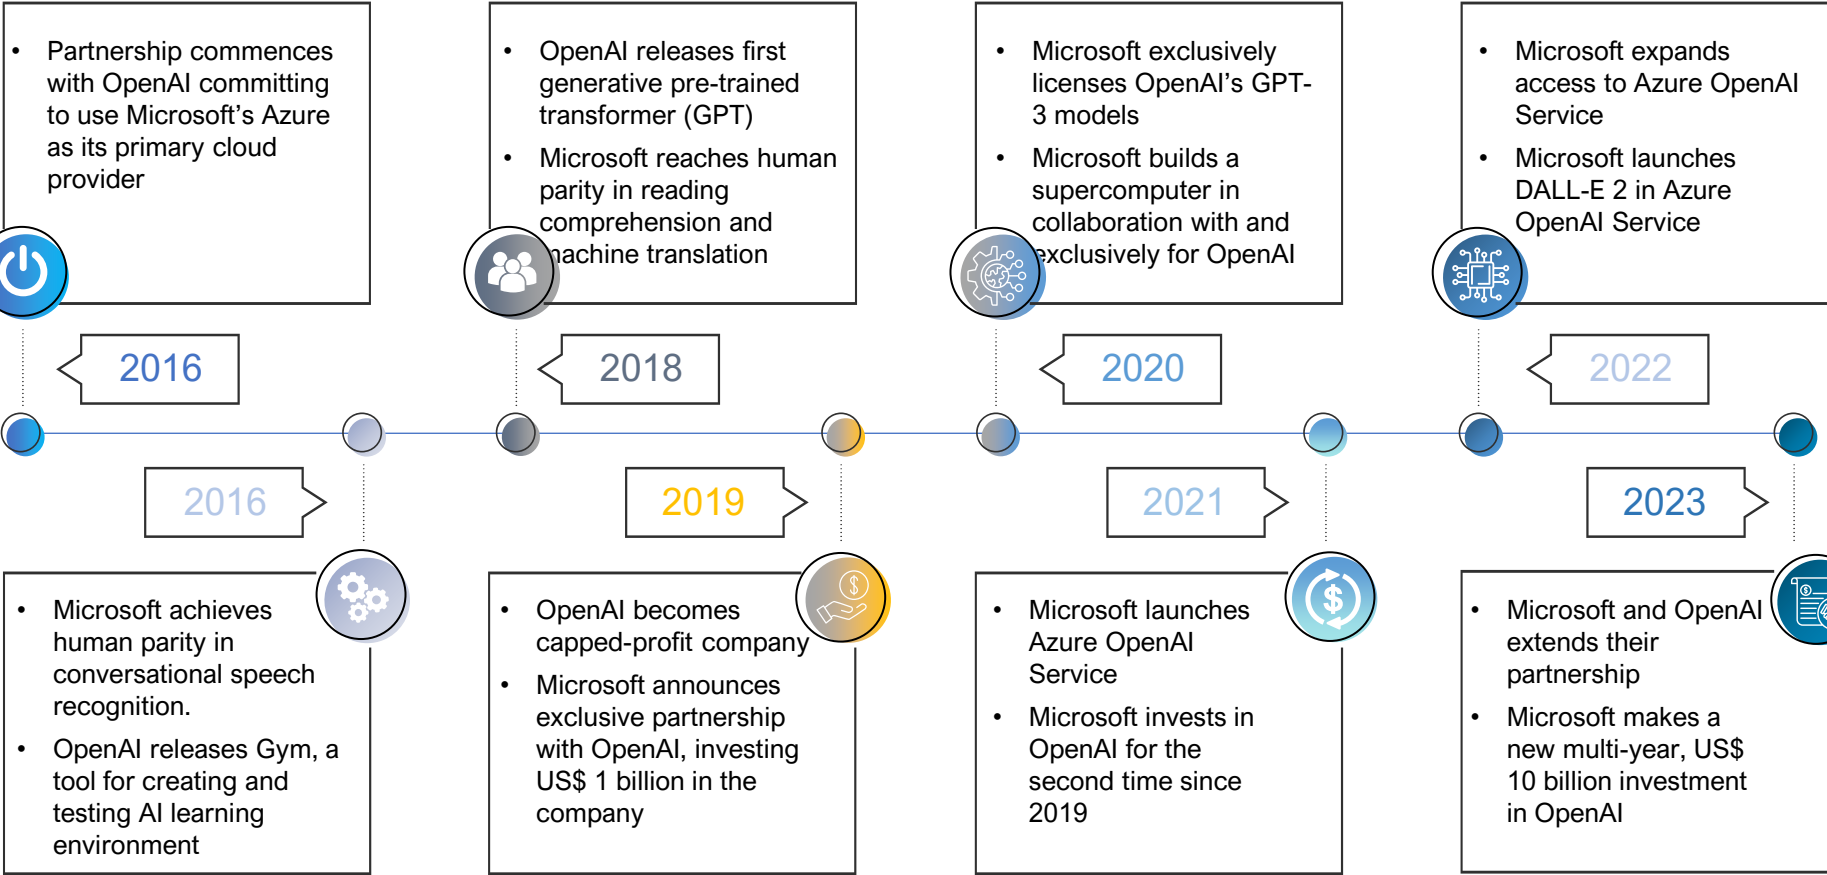 • Partnership commences
with OpenAI committing
to use Microsoft's Azure
as its primary cloud
provider
2016
2016
• Microsoft achieves
human parity in
conversational speech
recognition.
• OpenAI releases Gym, a
tool for creating and
testing AI learning
environment
• OpenAI releases first
generative pre-trained
transformer (GPT)
• Microsoft reaches human
parity in reading
comprehension and
machine translation
2018
2019
• OpenAI becomes
capped-profit company
• Microsoft announces
exclusive partnership
with OpenAI, investing
US$ 1 billion in the
company
• Microsoft exclusively
licenses OpenAI's GPT-
3 models
• Microsoft builds a
supercomputer in
collaboration with and
exclusively for OpenAI
2020
2021
• Microsoft launches
Azure OpenAI
Service
• Microsoft invests in
OpenAI for the
second time since
2019
• Microsoft expands
access to Azure OpenAI
Service
• Microsoft launches
DALL-E 2 in Azure
OpenAI Service
2022
2023
• Microsoft and OpenAI
extends their
partnership
• Microsoft makes a
new multi-year, US$
10 billion investment
in OpenAI